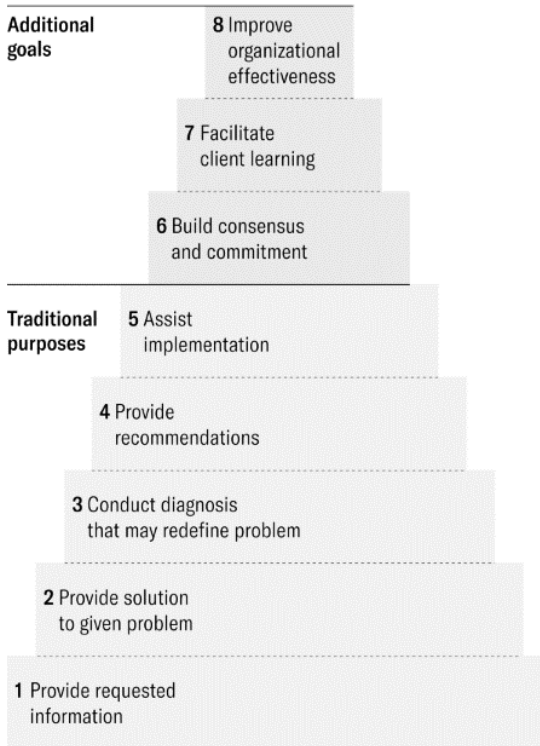 Additional
goals
8 Improve
organizational
effectiveness
7 Facilitate
client learning
6 Build consensus
and commitment
Traditional
purposes
5 Assist
implementation
4 Provide
recommendations
3 Conduct diagnosis
that may redefine problem
2 Provide solution
to given problem
1 Provide requested
information